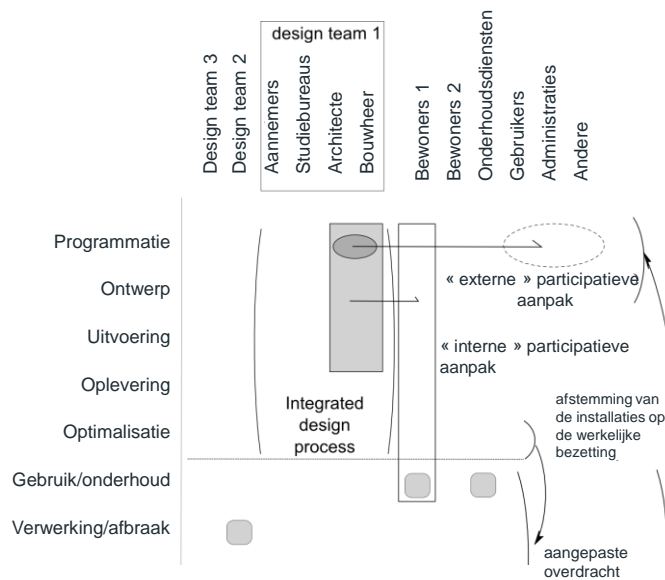 design team 1
Design team 3
Design team 2
Aannemers
Studiebureaus
Architecte
Bouwheer
Bewoners 1
Bewoners 2
Onderhoudsdiensten
Gebruikers
Administraties
Andere
Programmatie
Ontwerp
Uitvoering
Oplevering
Optimalisatie
Gebruik/onderhoud
Verwerking/afbraak
« externe » participatieve
aanpak
« interne » participatieve
aanpak
Integrated
design
process
afstemming van
de installaties op
de werkelijke
bezetting
aangepaste
overdracht